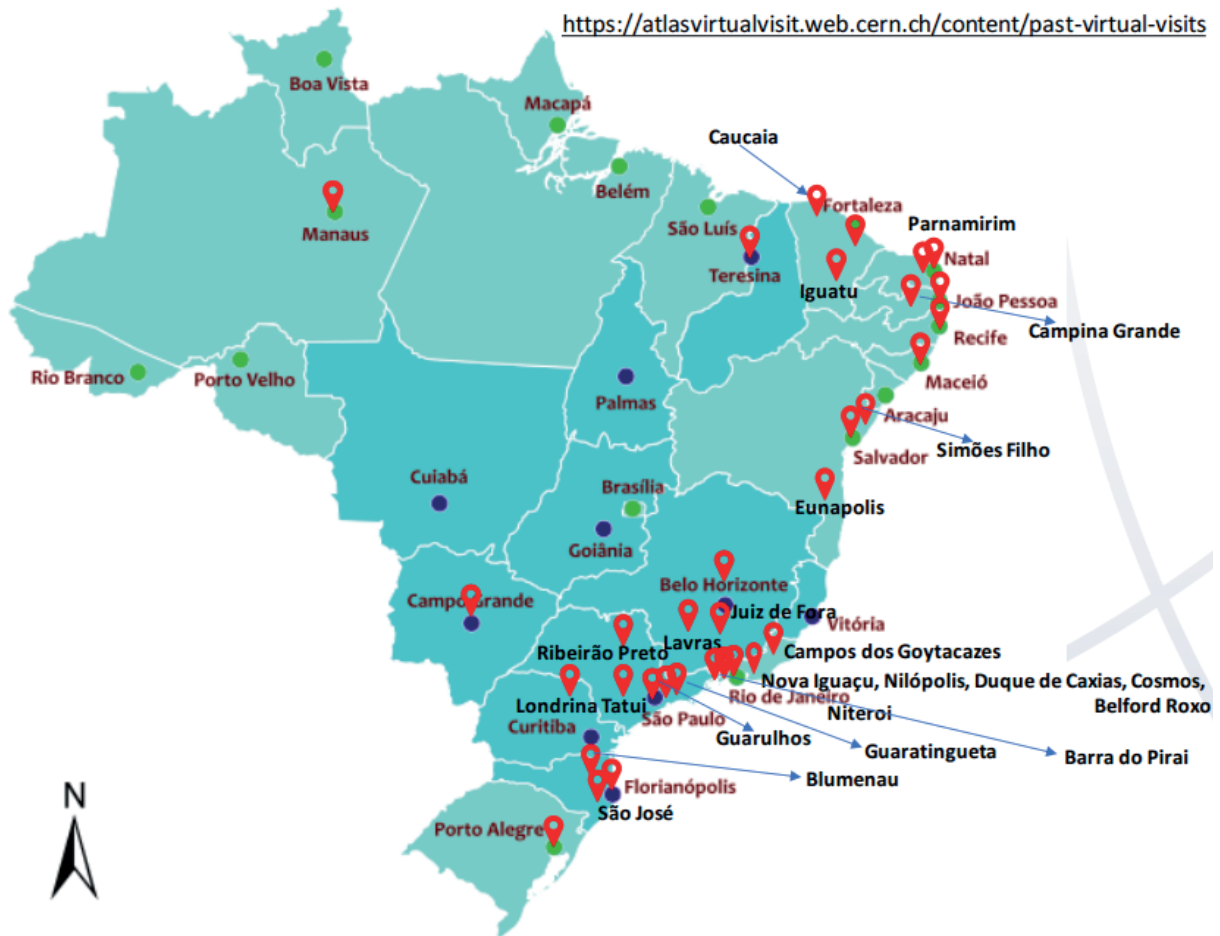 https://atlasvirtualvisit.web.cern.ch/content/past-virtual-visits
Boa Vista
Macapá
Caucaia
Belém
Fortaleza
São Luís
Parnamirim
Manaus
Natal
Teresina
Iguatu
João Pessoa
Campina Grande
Recife
Rio Branco
Porto Velho
Maceió
Palmas
Aracaju
Simões Filho
Salvador
Cuiabá
Brasília
Eunapolis
Goiânia
Belo Horizonte
Campo Grande
Juiz de Fora
Vitória
Lavras
Ribeirão Preto
Campos dos Goytacazes
Nova Iguaçu, Nilópolis, Duque de Caxias, Cosmos,
Belford Roxo
Rio de Janeiro
Londrina Tatui
Niteroi
São Paulo
Curitiba
Guarulhos
Guaratingueta
Barra do Pirai
Blumenau
Florianópolis
São José
N
Porto Alegre